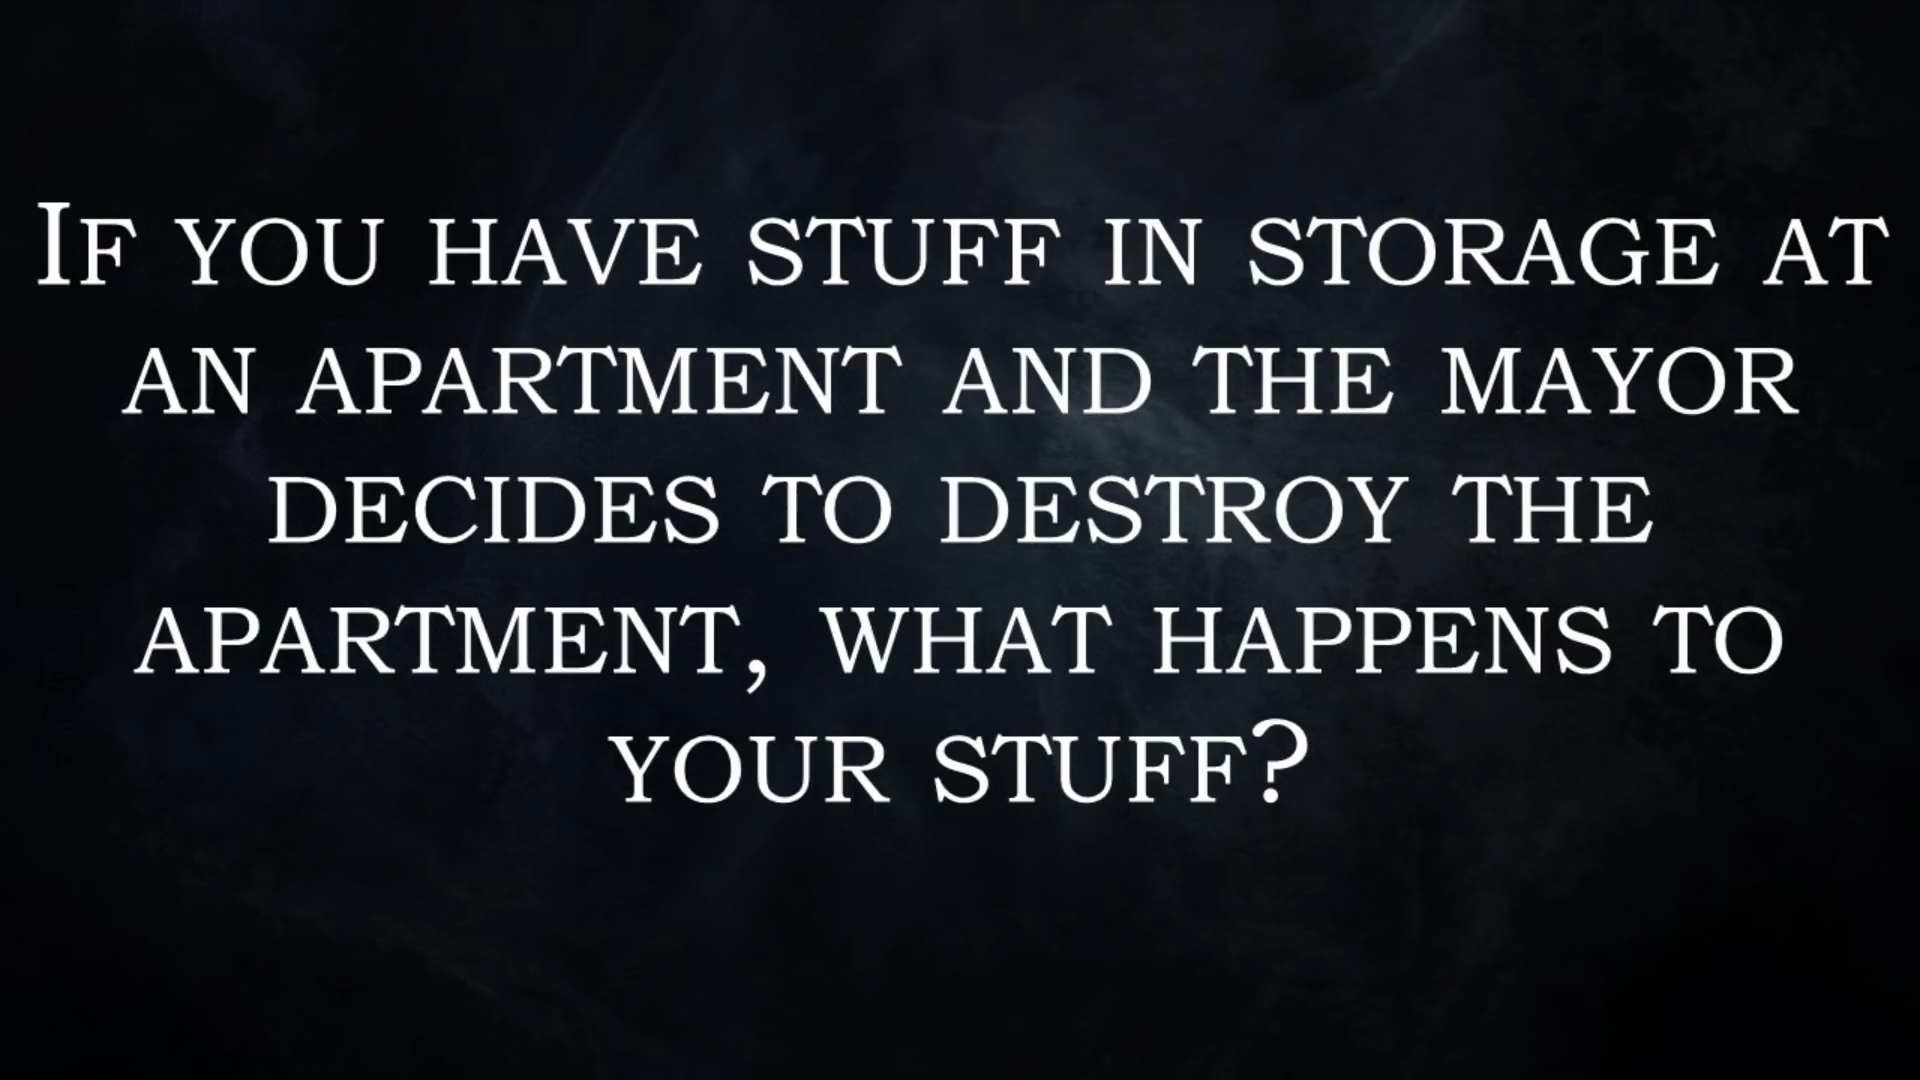 If you have stuff in storage at
an apartment and the mayor
decides to destroy the
apartment, what happens to
your stuff?